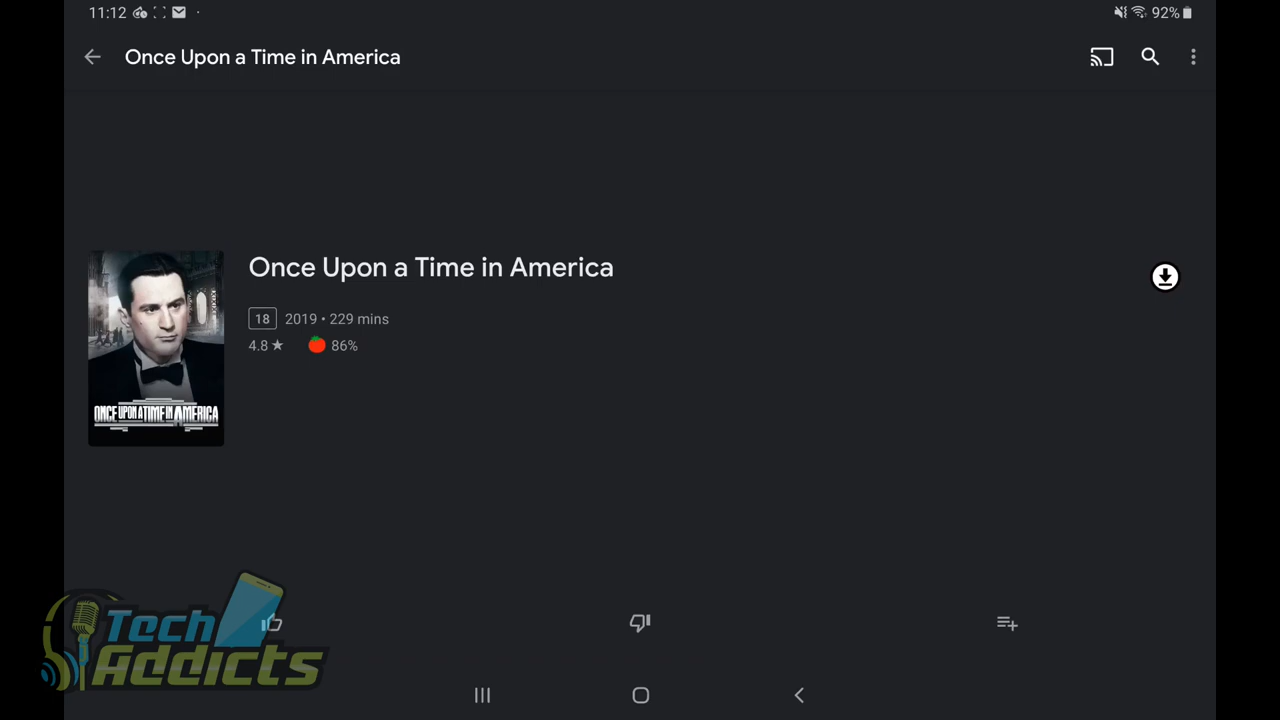 11:12
92%
Once Upon a Time in America
Once Upon a Time in America
18 2019 • 229 mins
4.8 ★ 86%
ONCE UPON A TIME IN AMERICA
Tech
Addicts